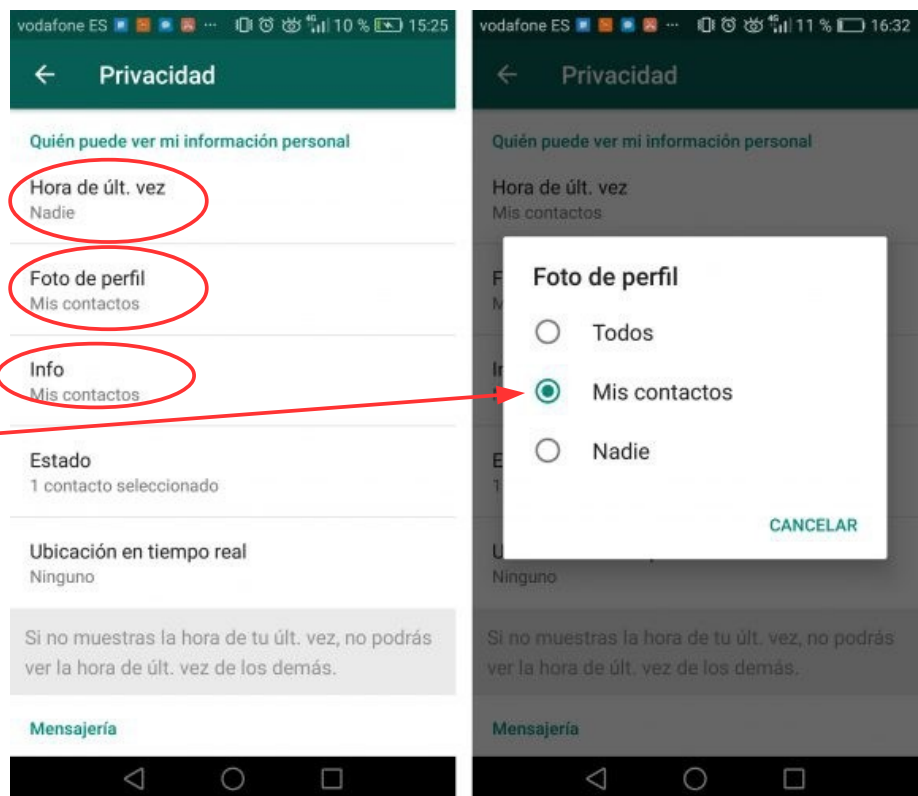 vodafone ES 10 % 15:25
Privacidad
Quién puede ver mi información personal
Hora de últ. vez
Nadie
Foto de perfil
Mis contactos
Info
Mis contactos
Estado
1 contacto seleccionado
Ubicación en tiempo real
Ninguno
Si no muestras la hora de tu últ. vez, no podrás
ver la hora de últ. vez de los demás.
Mensajería
vodafone ES 11 % 16:32
Privacidad
Quién puede ver mi información personal
Hora de últ. vez
Mis contactos
Foto de perfil
Todos
Mis contactos
Nadie
CANCELAR
Ninguno
Si no muestras la hora de tu últ. vez, no podrás
ver la hora de últ. vez de los demás.
Mensajería